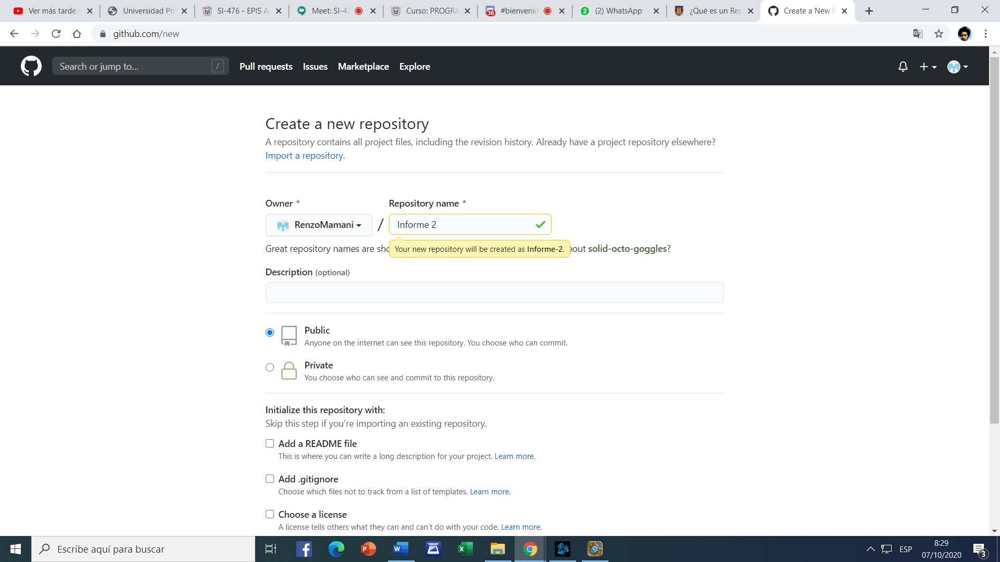 Ver más tarde -
Universidad Pri
SI-476 - EPIS A
Meet: SI-47
Curso: PROGRA
36
#bienvenid
2
(2) WhatsApp
¿Qué es un Rep
Create a New R
github.com/new
Search or jump to...
/
Pull requests
Issues
Marketplace
Explore
Create a new repository
A repository contains all project files, including the revision history. Already have a project repository elsewhere?
Import a repository.
Owner *
Repository name *
RenzoMamani
/
Informe 2
Great repository names are sho
Your new repository will be created as Informe-2.
bout solid-octo-goggles?
Description (optional)
Public
Anyone on the internet can see this repository. You choose who can commit.
Private
You choose who can see and commit to this repository.
Initialize this repository with:
Skip this step if you’re importing an existing repository.
Add a README file
This is where you can write a long description for your project. Learn more.
Add .gitignore
Choose which files not to track from a list of templates. Learn more.
Choose a license
A license tells others what they can and can't do with your code. Learn more.
Escribe aquí para buscar
ESP
8:29
07/10/2020
3